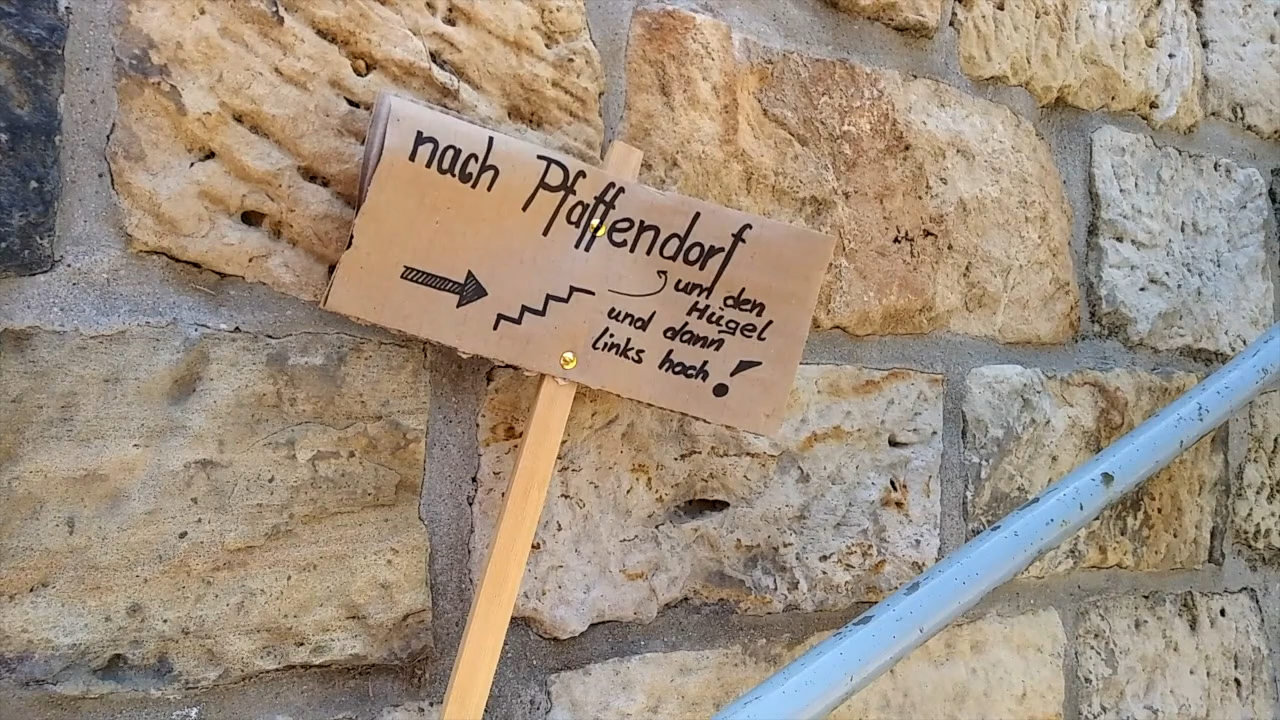 nach Pfaffendorf
um den
Hügel
und dann
links hoch!